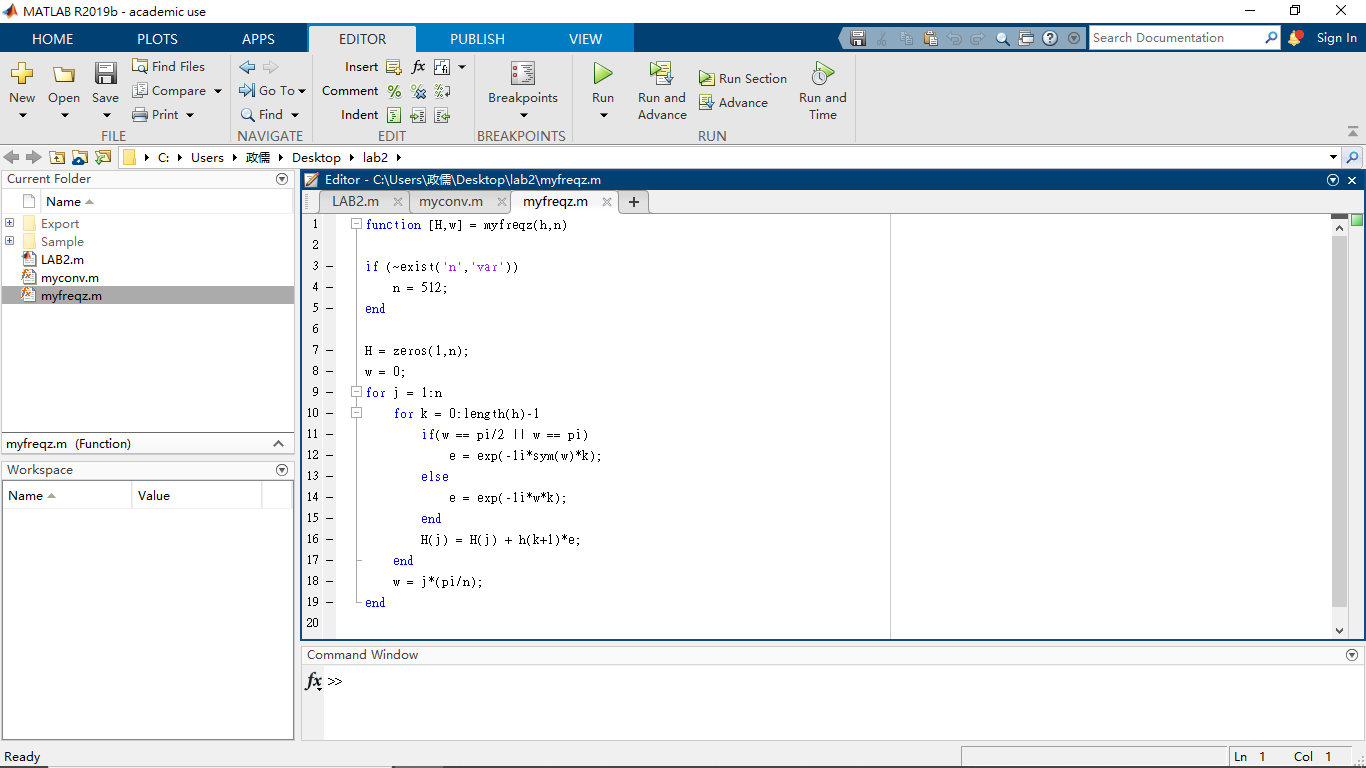 MATLAB R2019b - academic use
HOME PLOTS APPS EDITOR PUBLISH VIEW Search Documentation Sign In
New Open Save Find Files Compare Print
Go To Find
Insert fx
Comment
Indent
Breakpoints
Run Run and Advance Run Section Advance Run and Time
FILE NAVIGATE EDIT BREAKPOINTS RUN
C: Users 政儒 Desktop lab2
Current Folder
Name
Export
Sample
LAB2.m
myconv.m
myfreqz.m
myfreqz.m (Function)
Workspace
Name Value
Editor - C:\Users\政儒\Desktop\lab2\myfreqz.m
LAB2.m myconv.m myfreqz.m
1 function [H,w] = myfreqz(h,n)
2
3 – if (~exist('n','var'))
4 – n = 512;
5 – end
6
7 – H = zeros(1,n);
8 – w = 0;
9 – for j = 1:n
10 – for k = 0:length(h)-1
11 – if(w == pi/2 || w == pi)
12 – e = exp(-1i*sym(w)*k);
13 – else
14 – e = exp(-1i*w*k);
15 – end
16 – H(j) = H(j) + h(k+1)*e;
17 – end
18 – w = j*(pi/n);
19 – end
20
Command Window
fx >>
Ready
Ln 1 Col 1